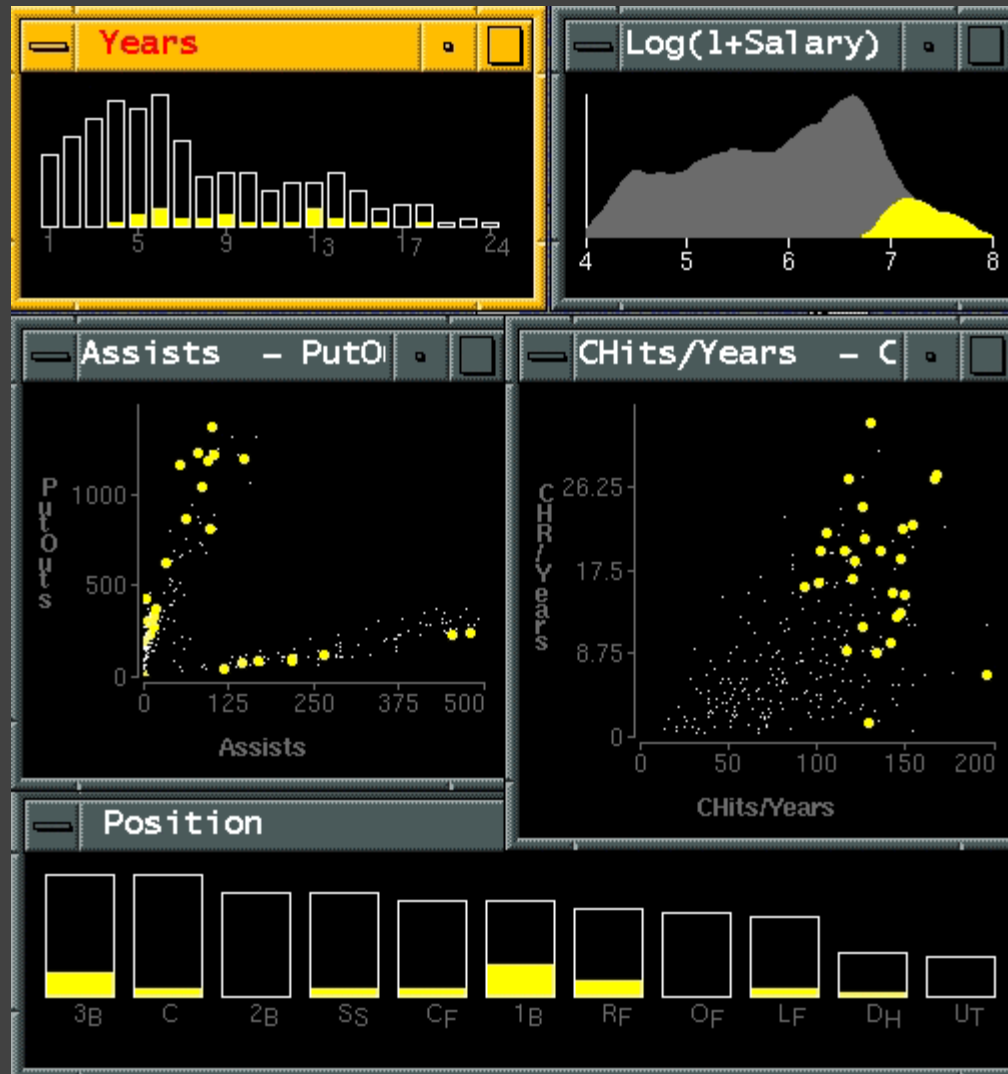 Years
1 5 9 13 17 24
Log(1+Salary)
4 5 6 7 8
Assists – PutO
PutOuts
1000
500
0
0 125 250 375 500
Assists
CHits/Years – C
CHR/Years
26.25
17.5
8.75
0
0 50 100 150 200
CHits/Years
Position
3B C 2B SS CF 1B RF OF LF DH UT